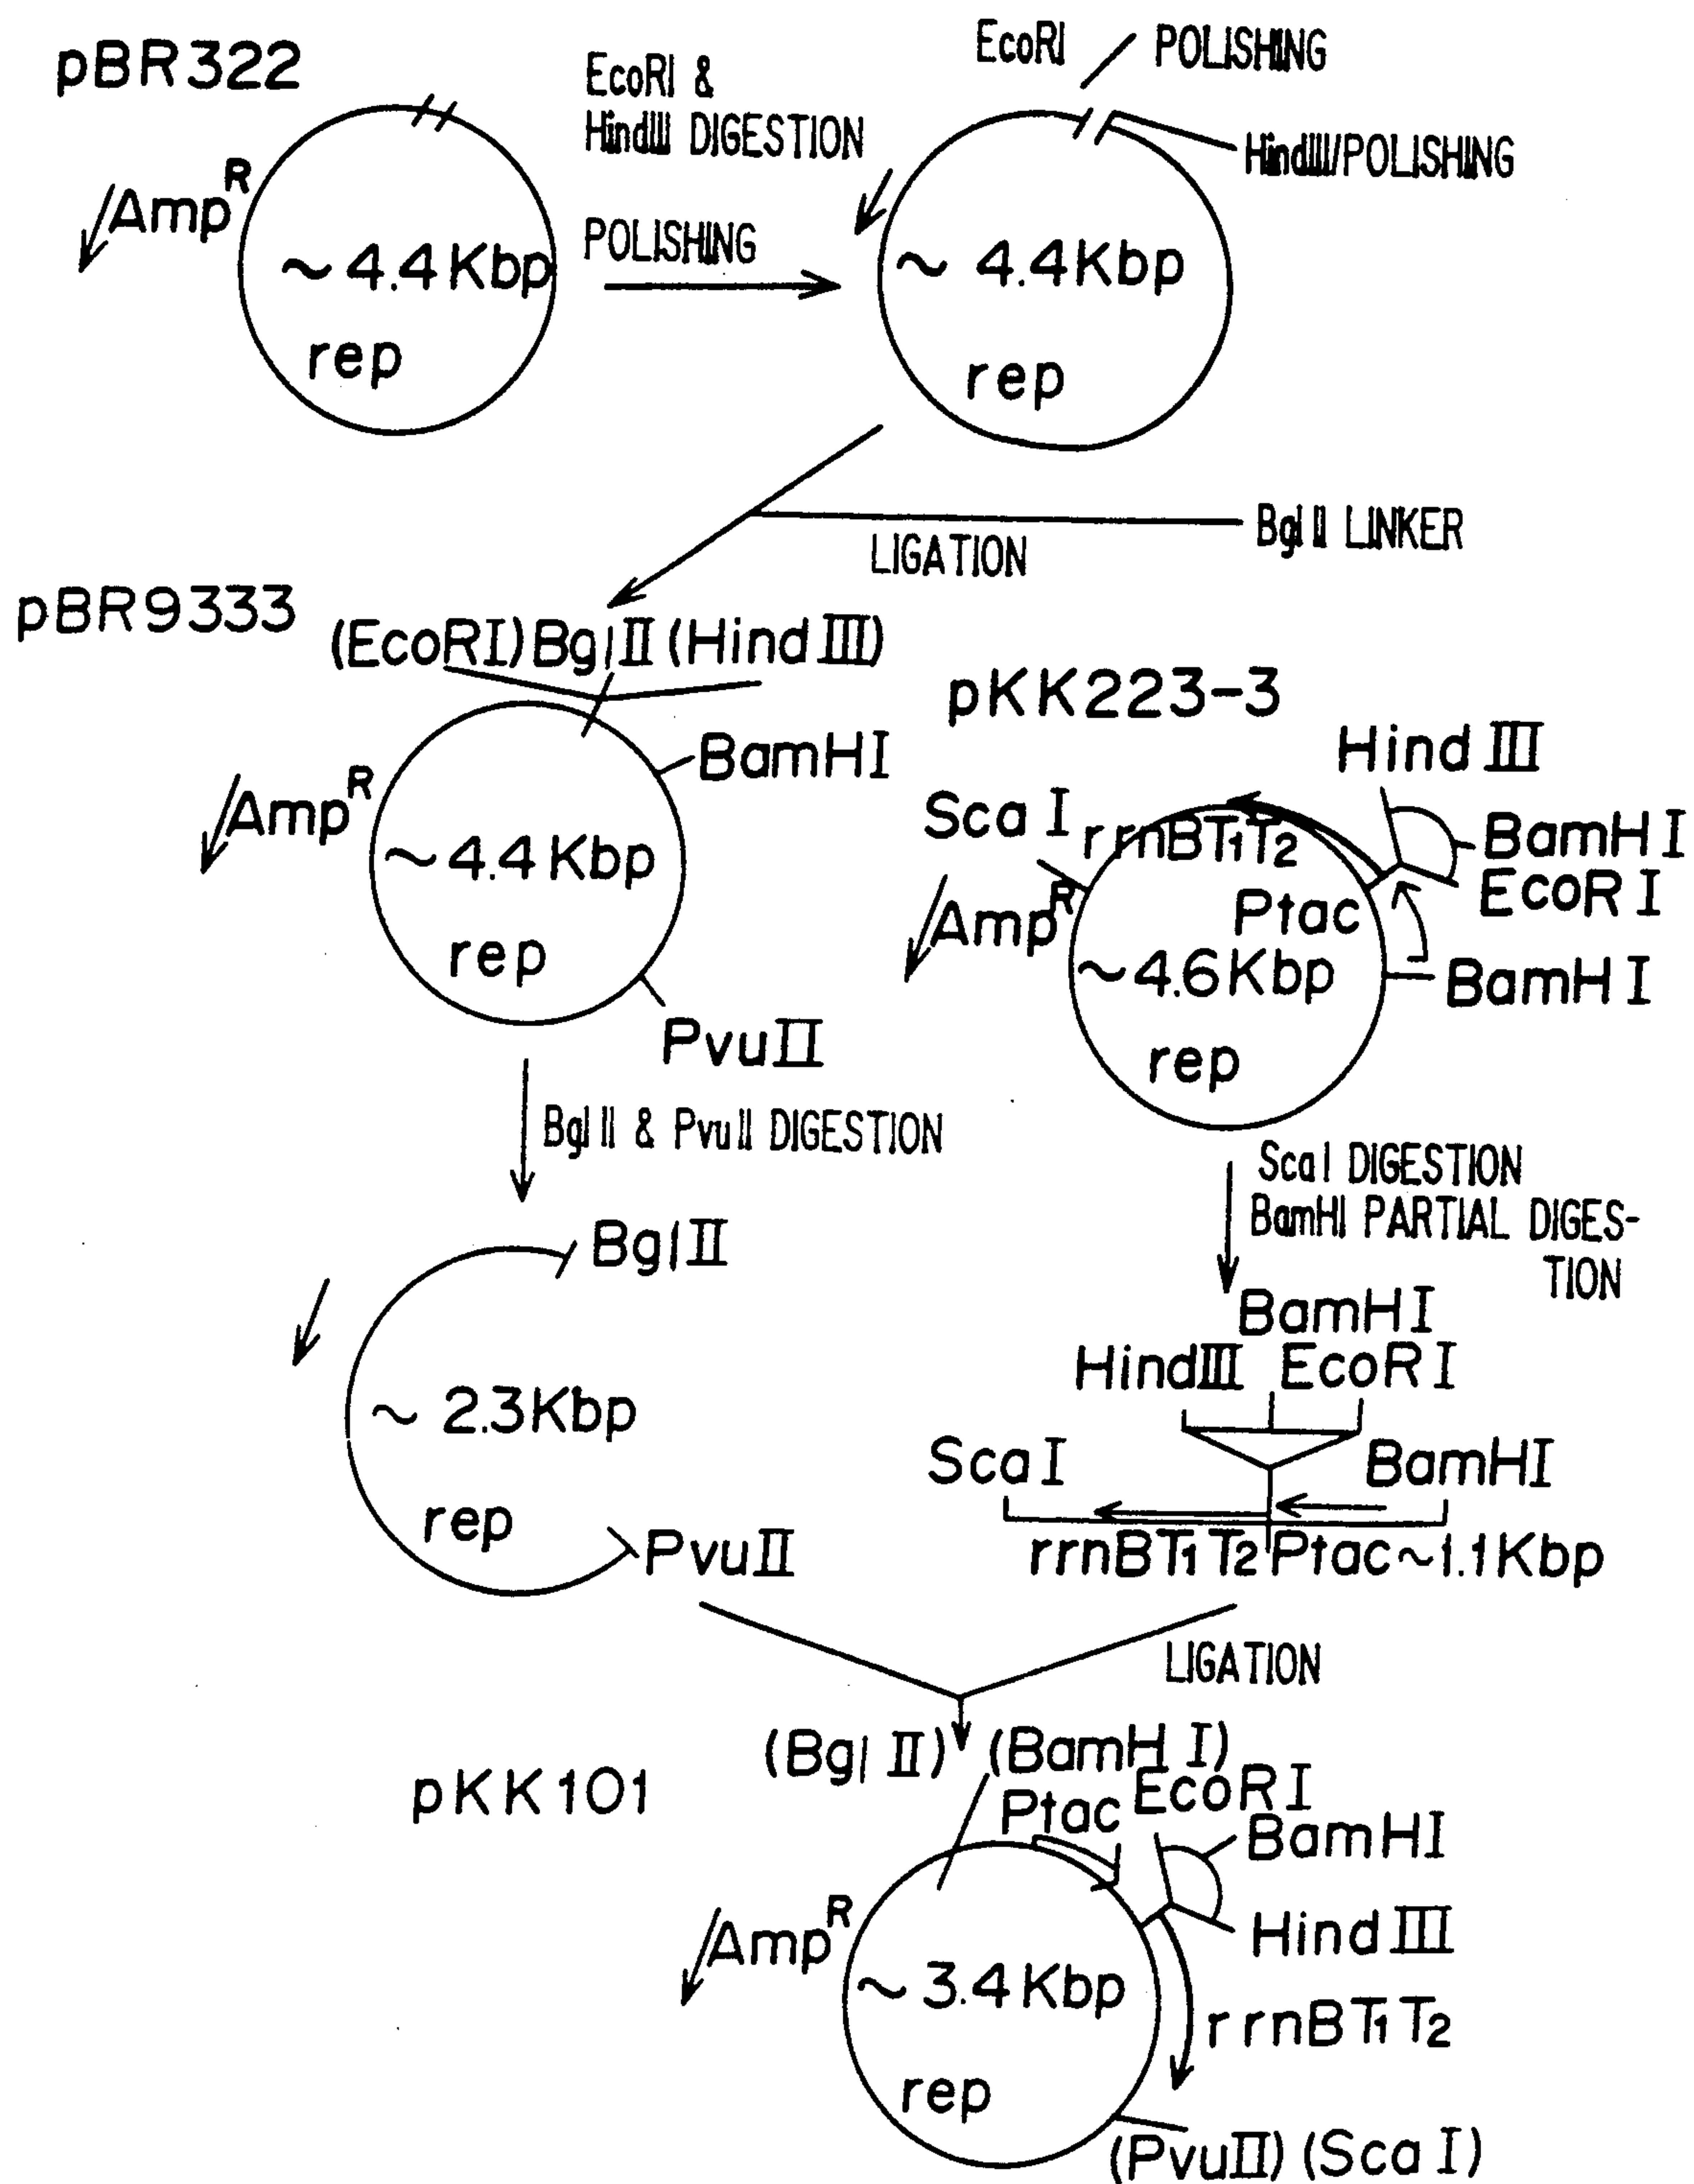 pBR322
EcoRI &
HindIII DIGESTION
POLISHING
Amp^R
~4.4Kbp
rep
EcoRI / POLISHING
HindIII/POLISHING
~ 4.4Kbp
rep
BglII LINKER
LIGATION
pBR9333
(EcoRI) BglII (HindIII)
BamHI
Amp^R
~4.4Kbp
rep
PvuII
pKK223-3
HindIII
BamHI
EcoRI
ScaI
rrnBT1T2
Ptac
Amp^R
~4.6Kbp
BamHI
rep
BglII & PvuII DIGESTION
ScaI DIGESTION
BamHI PARTIAL DIGES-
TION
BglII
~ 2.3Kbp
rep
PvuII
BamHI
HindIII EcoRI
ScaI BamHI
rrnBT1T2 Ptac ~1.1Kbp
LIGATION
pKK101
(BglII) (BamHI)
Ptac EcoRI
BamHI
HindIII
Amp^R
~3.4Kbp
rrnBT1T2
rep
(PvuII) (ScaI)